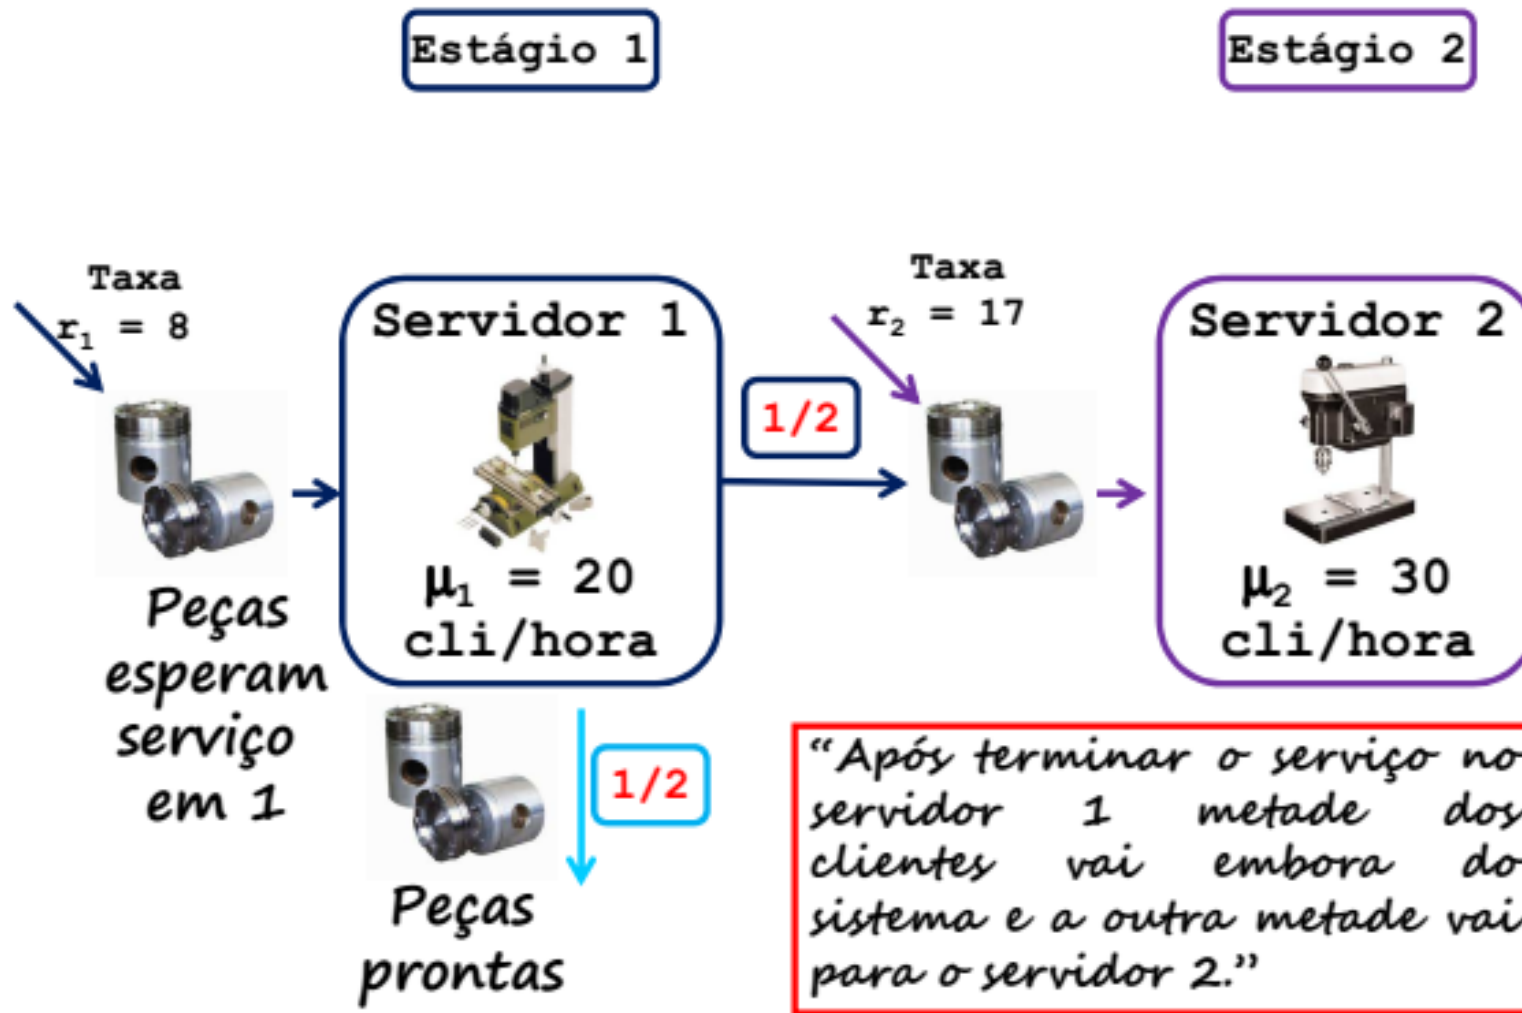 Estágio 1
Estágio 2
Taxa
r₁ = 8
Servidor 1
Taxa
r₂ = 17
Servidor 2
1/2
μ₁ = 20
cli/hora
μ₂ = 30
cli/hora
Peças
esperam
serviço
em 1
1/2
Peças
prontas
“Após terminar o serviço no
servidor 1 metade dos
clientes vai embora do
sistema e a outra metade vai
para o servidor 2.”